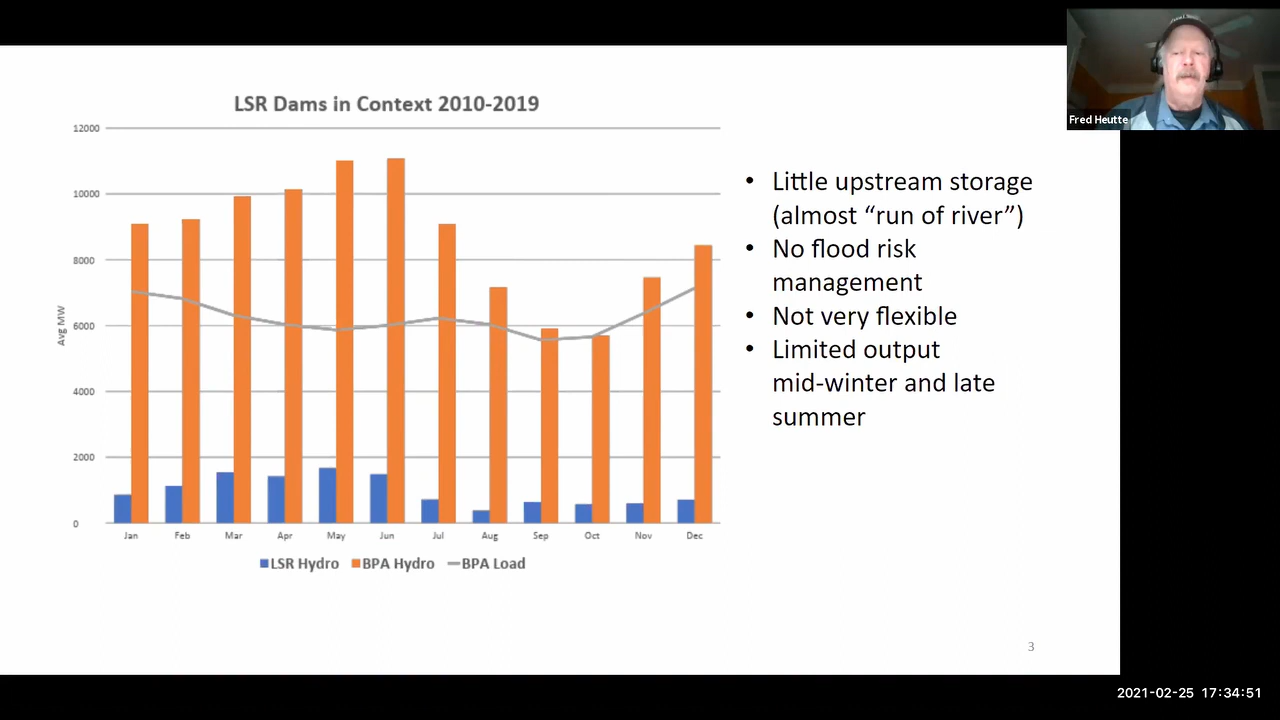 LSR Dams in Context 2010-2019
12000
10000
8000
6000
4000
2000
0
Avg MW
Jan Feb Mar Apr May Jun Jul Aug Sep Oct Nov Dec
LSR Hydro BPA Hydro BPA Load
• Little upstream storage
(almost “run of river”)
• No flood risk
management
• Not very flexible
• Limited output
mid-winter and late
summer
3
Fred Heutte
2021-02-25 17:34:51